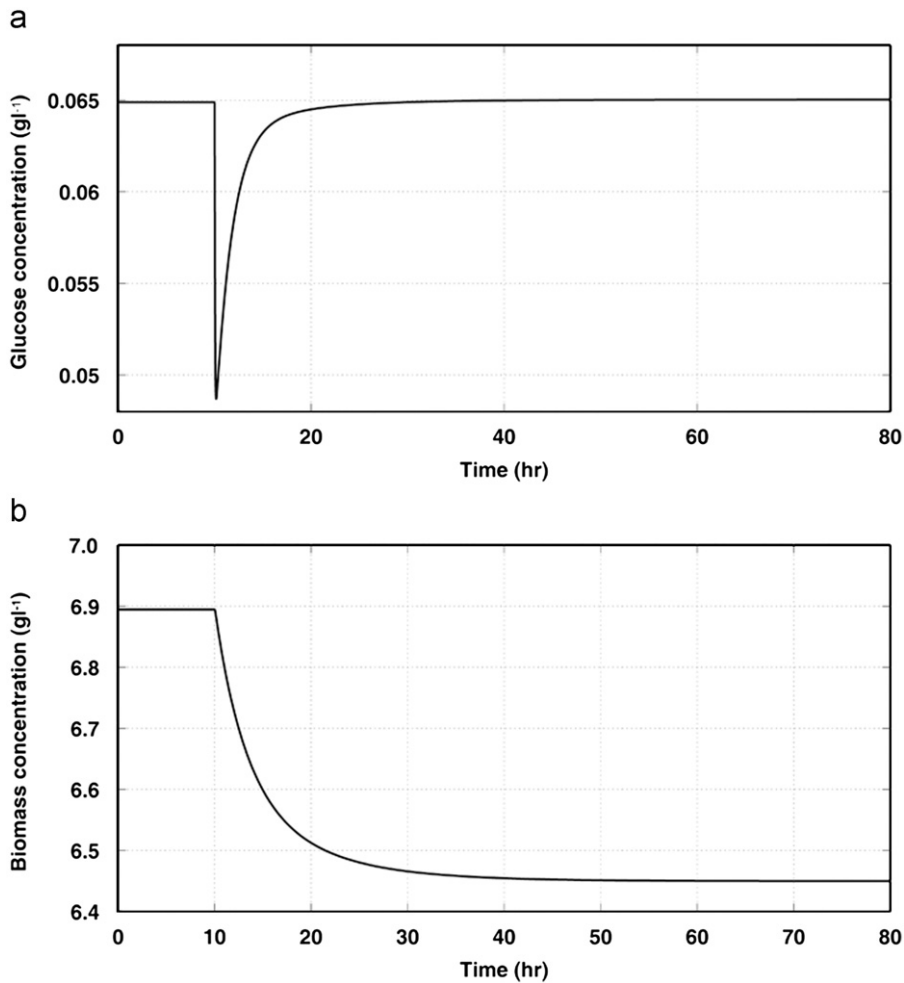 a
Glucose concentration (gl-1)
0.065
0.06
0.055
0.05
0 20 40 60 80
Time (hr)
b
Biomass concentration (gl-1)
7.0
6.9
6.8
6.7
6.6
6.5
6.4
0 10 20 30 40 50 60 70 80
Time (hr)